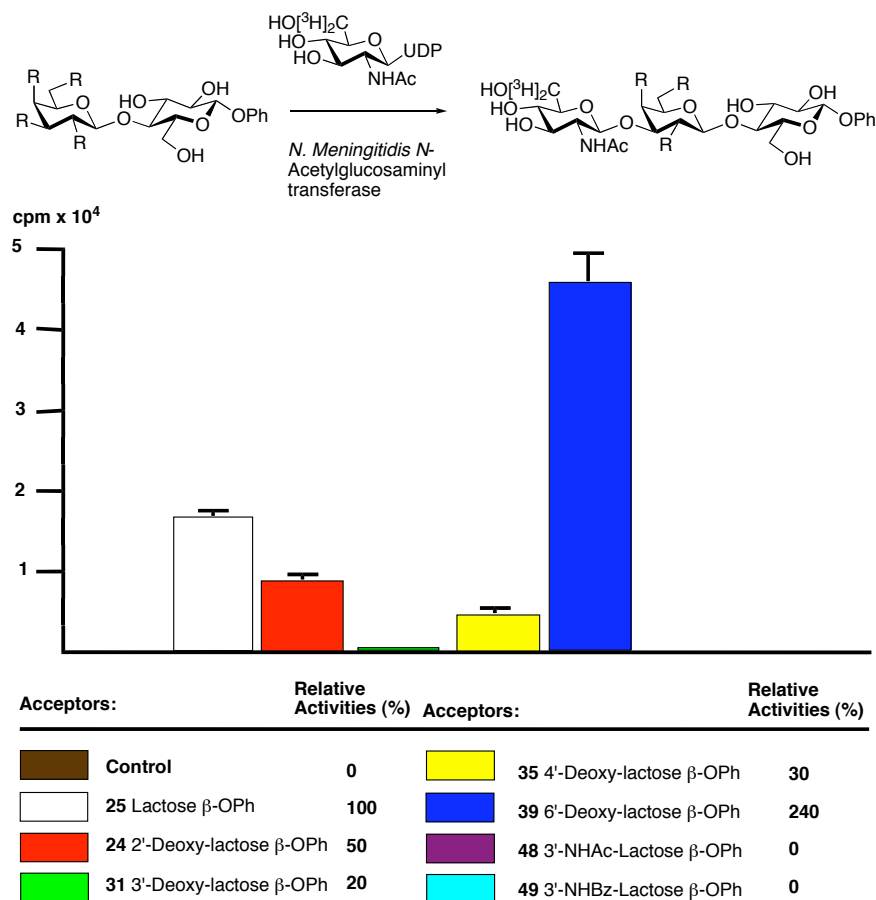 HO[³H]₂C
HO
HO
O
UDP
NHAc
R
R
R
R
O
O
HO
OH
O
OPh
OH
N. Meningitidis N-
Acetylglucosaminyl
transferase
HO[³H]₂C
HO
HO
O
NHAc
O
R
R
O
R
O
HO
OH
O
OPh
OH
cpm x 10⁴
5
4
3
2
1
Acceptors:
Relative
Activities (%)
Acceptors:
Relative
Activities (%)
Control 0
25 Lactose β-OPh 100
24 2'-Deoxy-lactose β-OPh 50
31 3'-Deoxy-lactose β-OPh 20
35 4'-Deoxy-lactose β-OPh 30
39 6'-Deoxy-lactose β-OPh 240
48 3'-NHAc-Lactose β-OPh 0
49 3'-NHBz-Lactose β-OPh 0